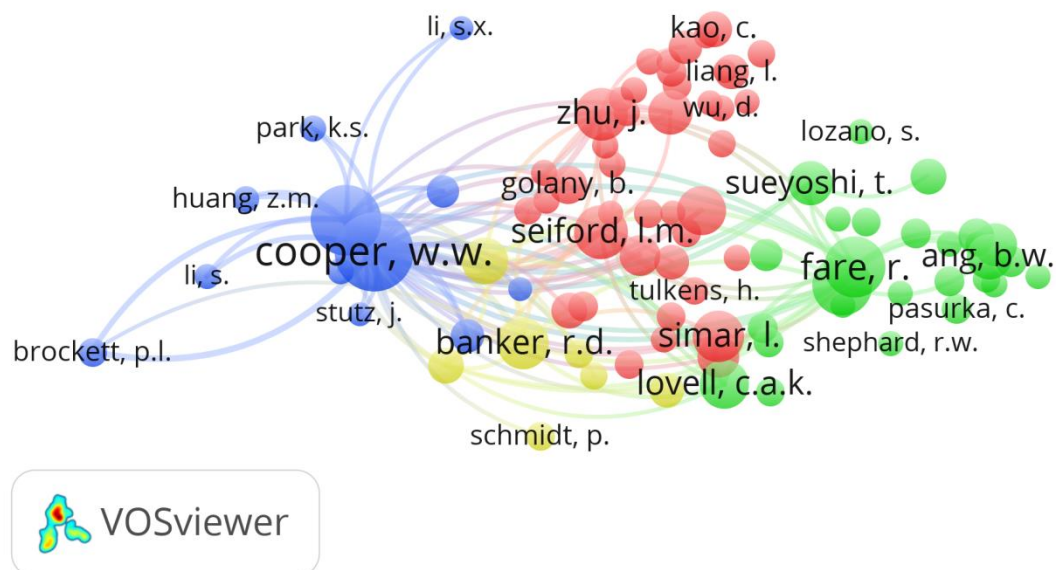 li, s.x.
kao, c.
liang, l.
zhu, j.
wu, d.
park, k.s.
lozano, s.
huang, z.m.
golany, b.
sueyoshi, t.
cooper, w.w.
seiford, l.m.
fare, r.
ang, b.w.
li, s.
tulkens, h.
stutz, j.
pasurka, c.
brockett, p.l.
banker, r.d.
simar, l.
shephard, r.w.
lovell, c.a.k.
schmidt, p.
VOSviewer